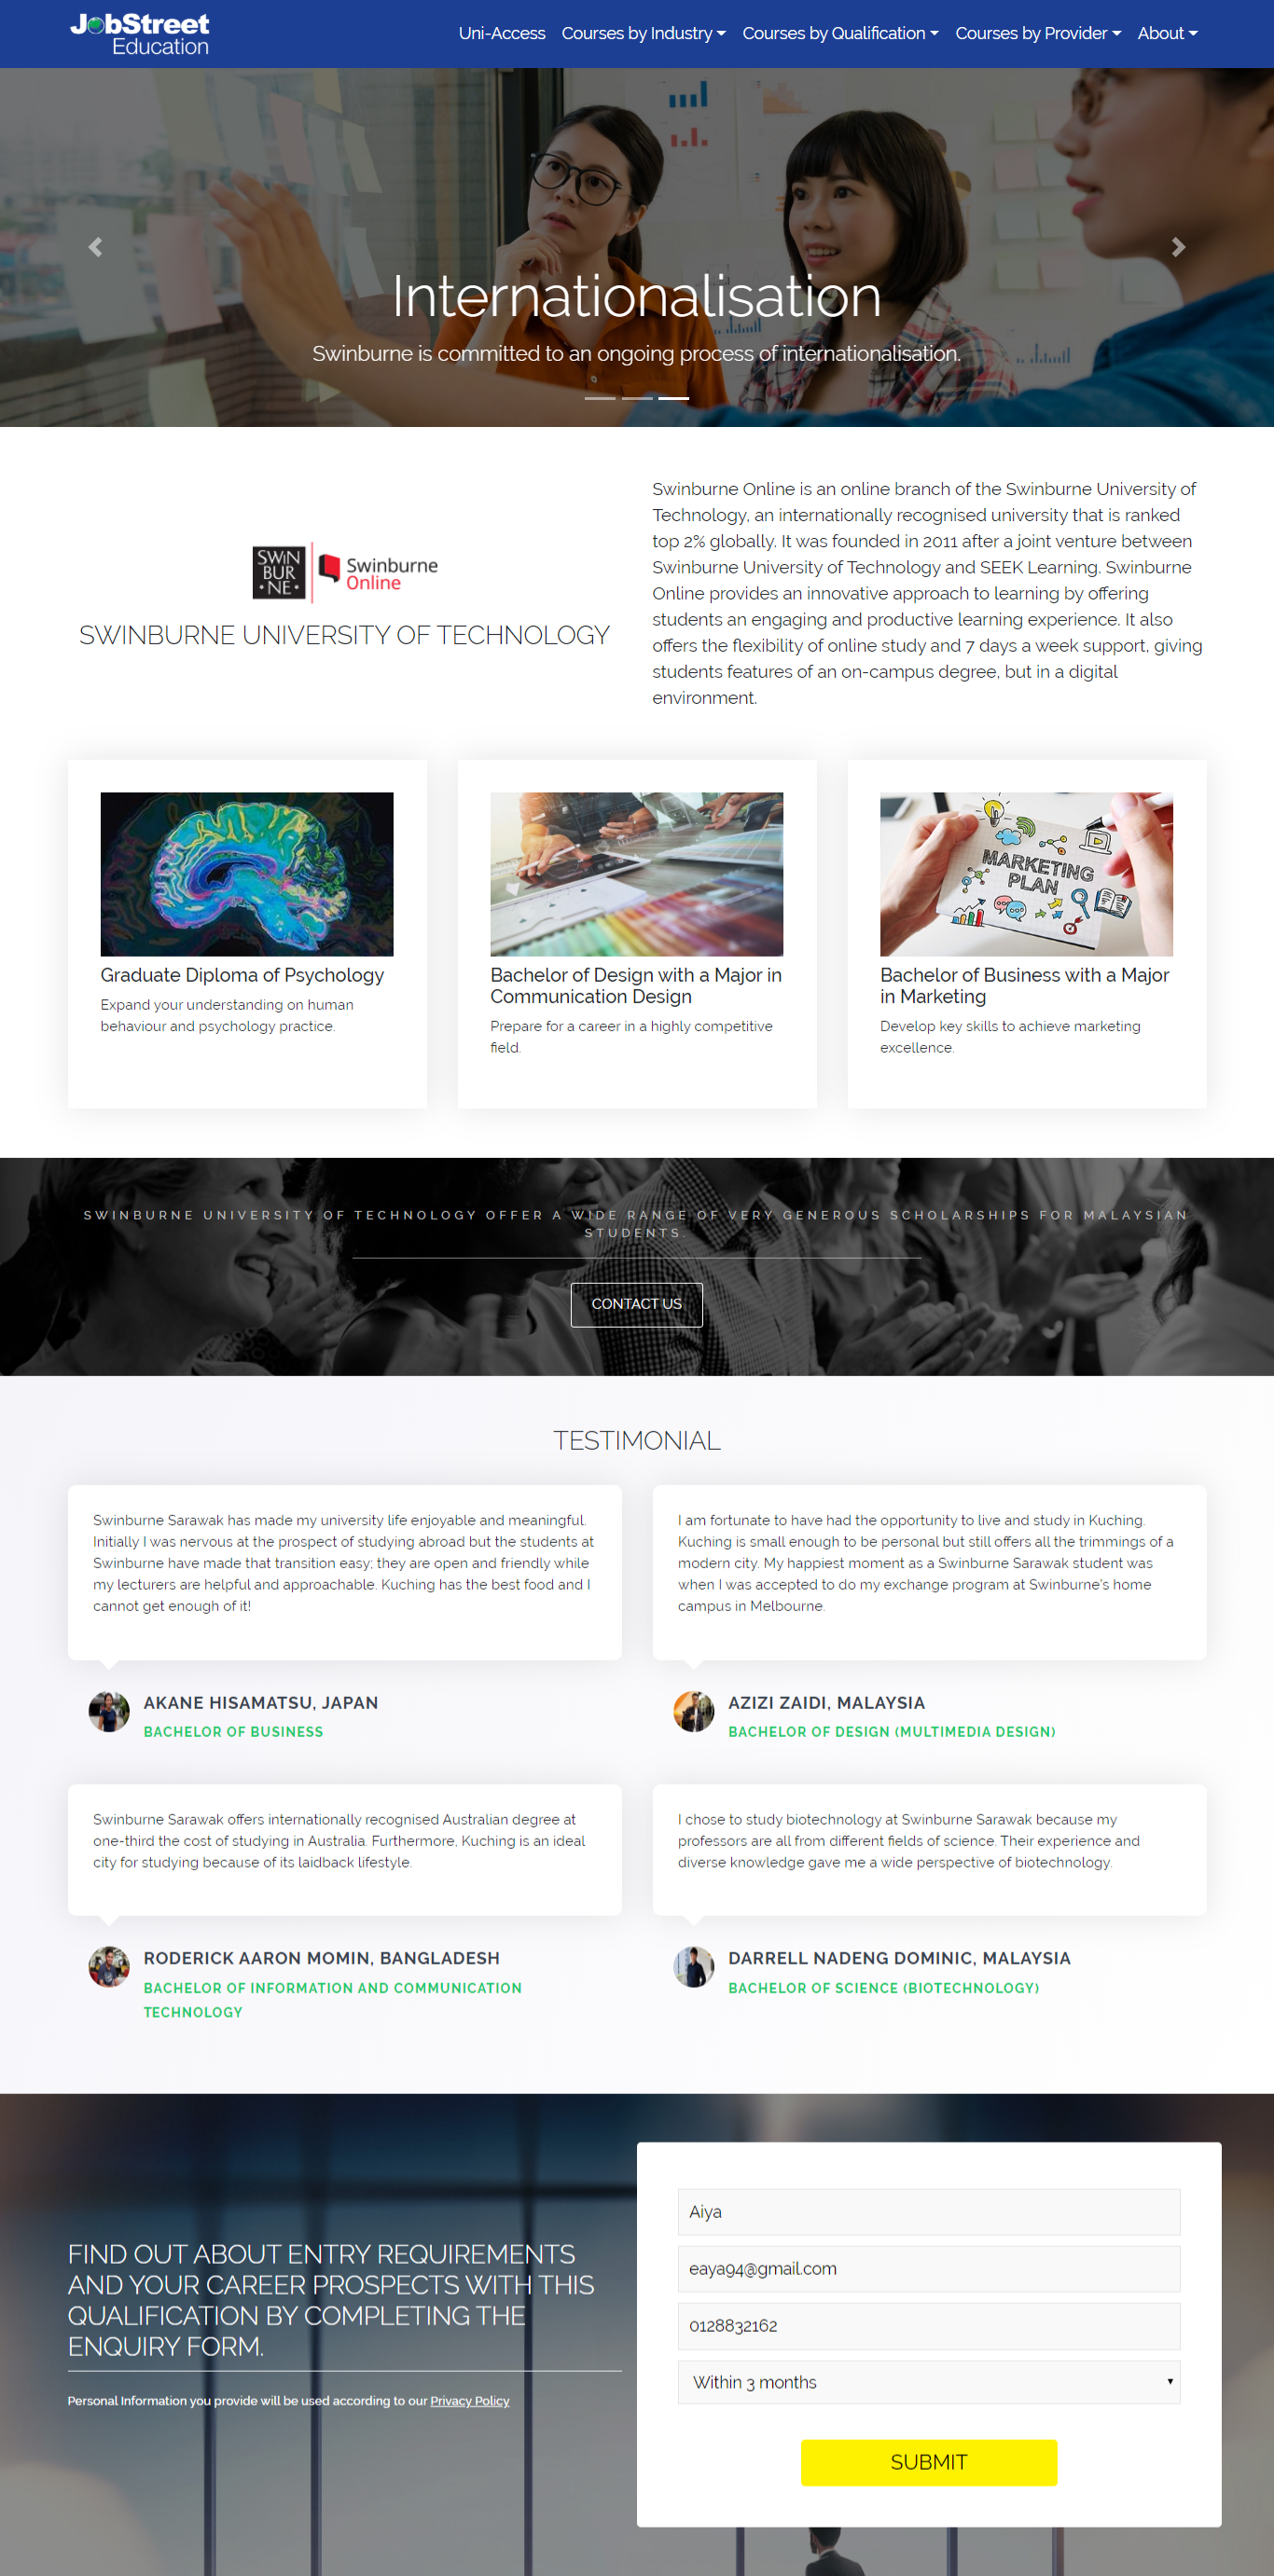 JobStreet
Education
Uni-Access Courses by Industry Courses by Qualification Courses by Provider About
Internationalisation
Swinburne is committed to an ongoing process of internationalisation.
SWIN
BUR
NE
Swinburne
Online
SWINBURNE UNIVERSITY OF TECHNOLOGY
Swinburne Online is an online branch of the Swinburne University of
Technology, an internationally recognised university that is ranked
top 2% globally. It was founded in 2011 after a joint venture between
Swinburne University of Technology and SEEK Learning. Swinburne
Online provides an innovative approach to learning by offering
students an engaging and productive learning experience. It also
offers the flexibility of online study and 7 days a week support, giving
students features of an on-campus degree, but in a digital
environment.
MARKETING
PLAN
Graduate Diploma of Psychology
Expand your understanding on human
behaviour and psychology practice.
Bachelor of Design with a Major in
Communication Design
Prepare for a career in a highly competitive
field.
Bachelor of Business with a Major
in Marketing
Develop key skills to achieve marketing
excellence.
SWINBURNE UNIVERSITY OF TECHNOLOGY OFFER A WIDE RANGE OF VERY GENEROUS SCHOLARSHIPS FOR MALAYSIAN
STUDENTS.
CONTACT US
TESTIMONIAL
Swinburne Sarawak has made my university life enjoyable and meaningful.
Initially I was nervous at the prospect of studying abroad but the students at
Swinburne have made that transition easy; they are open and friendly while
my lecturers are helpful and approachable. Kuching has the best food and I
cannot get enough of it!
AKANE HISAMATSU, JAPAN
BACHELOR OF BUSINESS
I am fortunate to have had the opportunity to live and study in Kuching.
Kuching is small enough to be personal but still offers all the trimmings of a
modern city. My happiest moment as a Swinburne Sarawak student was
when I was accepted to do my exchange program at Swinburne's home
campus in Melbourne.
AZIZI ZAIDI, MALAYSIA
BACHELOR OF DESIGN (MULTIMEDIA DESIGN)
Swinburne Sarawak offers internationally recognised Australian degree at
one-third the cost of studying in Australia. Furthermore, Kuching is an ideal
city for studying because of its laidback lifestyle.
RODERICK AARON MOMIN, BANGLADESH
BACHELOR OF INFORMATION AND COMMUNICATION
TECHNOLOGY
I chose to study biotechnology at Swinburne Sarawak because my
professors are all from different fields of science. Their experience and
diverse knowledge gave me a wide perspective of biotechnology.
DARRELL NADENG DOMINIC, MALAYSIA
BACHELOR OF SCIENCE (BIOTECHNOLOGY)
FIND OUT ABOUT ENTRY REQUIREMENTS
AND YOUR CAREER PROSPECTS WITH THIS
QUALIFICATION BY COMPLETING THE
ENQUIRY FORM.
Personal Information you provide will be used according to our Privacy Policy
Aiya
eaya94@gmail.com
0128832162
Within 3 months
SUBMIT